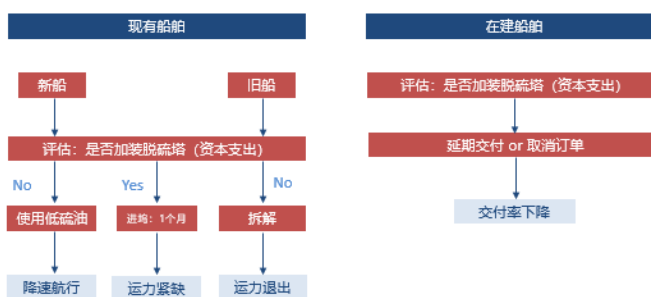 现有船舶
在建船舶
新船
旧船
评估：是否加装脱硫塔（资本支出）
评估：是否加装脱硫塔（资本支出）
延期交付 or 取消订单
No
Yes
No
使用低硫油
进坞：1个月
拆解
交付率下降
降速航行
运力紧缺
运力退出